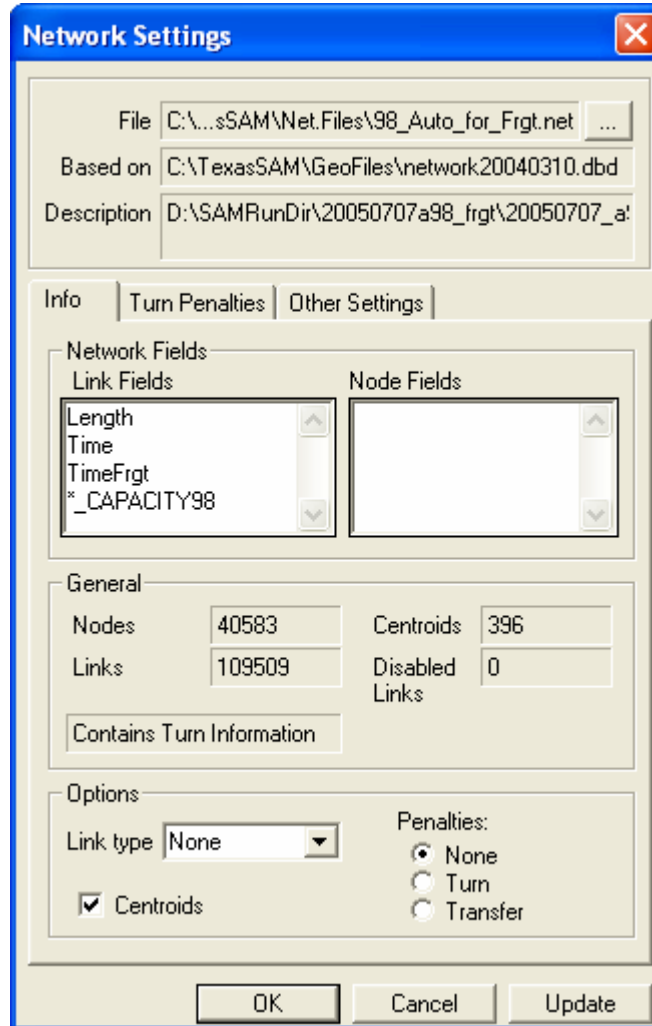 Network Settings
File C:\...sSAM\Net.Files\98_Auto_for_Frgt.net ...
Based on C:\TexasSAM\GeoFiles\network20040310.dbd
Description D:\SAMRunDir\20050707a98_frgt\20050707_a
Info Turn Penalties Other Settings
Network Fields
Link Fields Node Fields
Length
Time
TimeFrgt
*_CAPACITY98
General
Nodes 40583 Centroids 396
Links 109509 Disabled Links 0
Contains Turn Information
Options
Link type None Penalties:
None
Turn
Centroids Transfer
OK Cancel Update